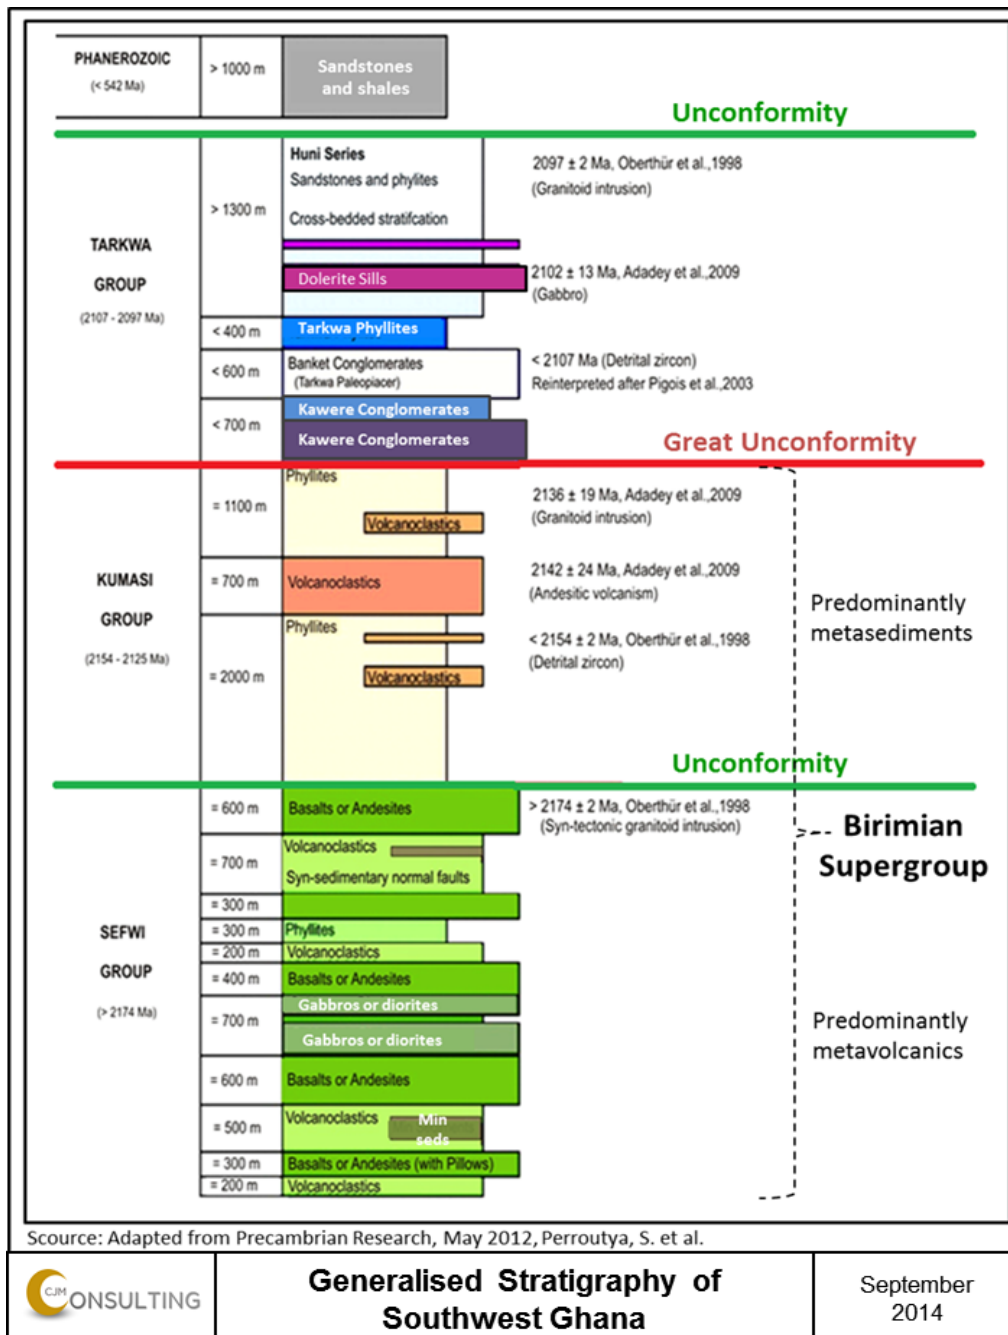 PHANEROZOIC
(< 542 Ma)
> 1000 m
Sandstones
and shales
Unconformity
TARKWA
GROUP
(2107 - 2097 Ma)
> 1300 m
Huni Series
Sandstones and phylites
Cross-bedded stratifcation
2097 ± 2 Ma, Oberthür et al.,1998
(Granitoid intrusion)
Dolerite Sills
2102 ± 13 Ma, Adadey et al.,2009
(Gabbro)
< 400 m
Tarkwa Phyllites
< 600 m
Banket Conglomerates
(Tarkwa Paleoplacer)
< 2107 Ma (Detrital zircon)
Reinterpreted after Pigois et al.,2003
< 700 m
Kawere Conglomerates
Kawere Conglomerates
Great Unconformity
KUMASI
GROUP
(2154 - 2125 Ma)
= 1100 m
Phyllites
Volcanoclastics
2136 ± 19 Ma, Adadey et al.,2009
(Granitoid intrusion)
= 700 m
Volcanoclastics
2142 ± 24 Ma, Adadey et al.,2009
(Andesitic volcanism)
= 2000 m
Phyllites
Volcanoclastics
< 2154 ± 2 Ma, Oberthür et al.,1998
(Detrital zircon)
Predominantly
metasediments
Unconformity
SEFWI
GROUP
(> 2174 Ma)
= 600 m
Basalts or Andesites
> 2174 ± 2 Ma, Oberthür et al.,1998
(Syn-tectonic granitoid intrusion)
Birimian
Supergroup
= 700 m
Volcanoclastics
Syn-sedimentary normal faults
= 300 m
= 300 m
Phyllites
= 200 m
Volcanoclastics
= 400 m
Basalts or Andesites
= 700 m
Gabbros or diorites
Gabbros or diorites
Predominantly
metavolcanics
= 600 m
Basalts or Andesites
= 500 m
Volcanoclastics
Min
seds
= 300 m
Basalts or Andesites (with Pillows)
= 200 m
Volcanoclastics
Scource: Adapted from Precambrian Research, May 2012, Perroutya, S. et al.
CJM
CONSULTING
Generalised Stratigraphy of
Southwest Ghana
September
2014